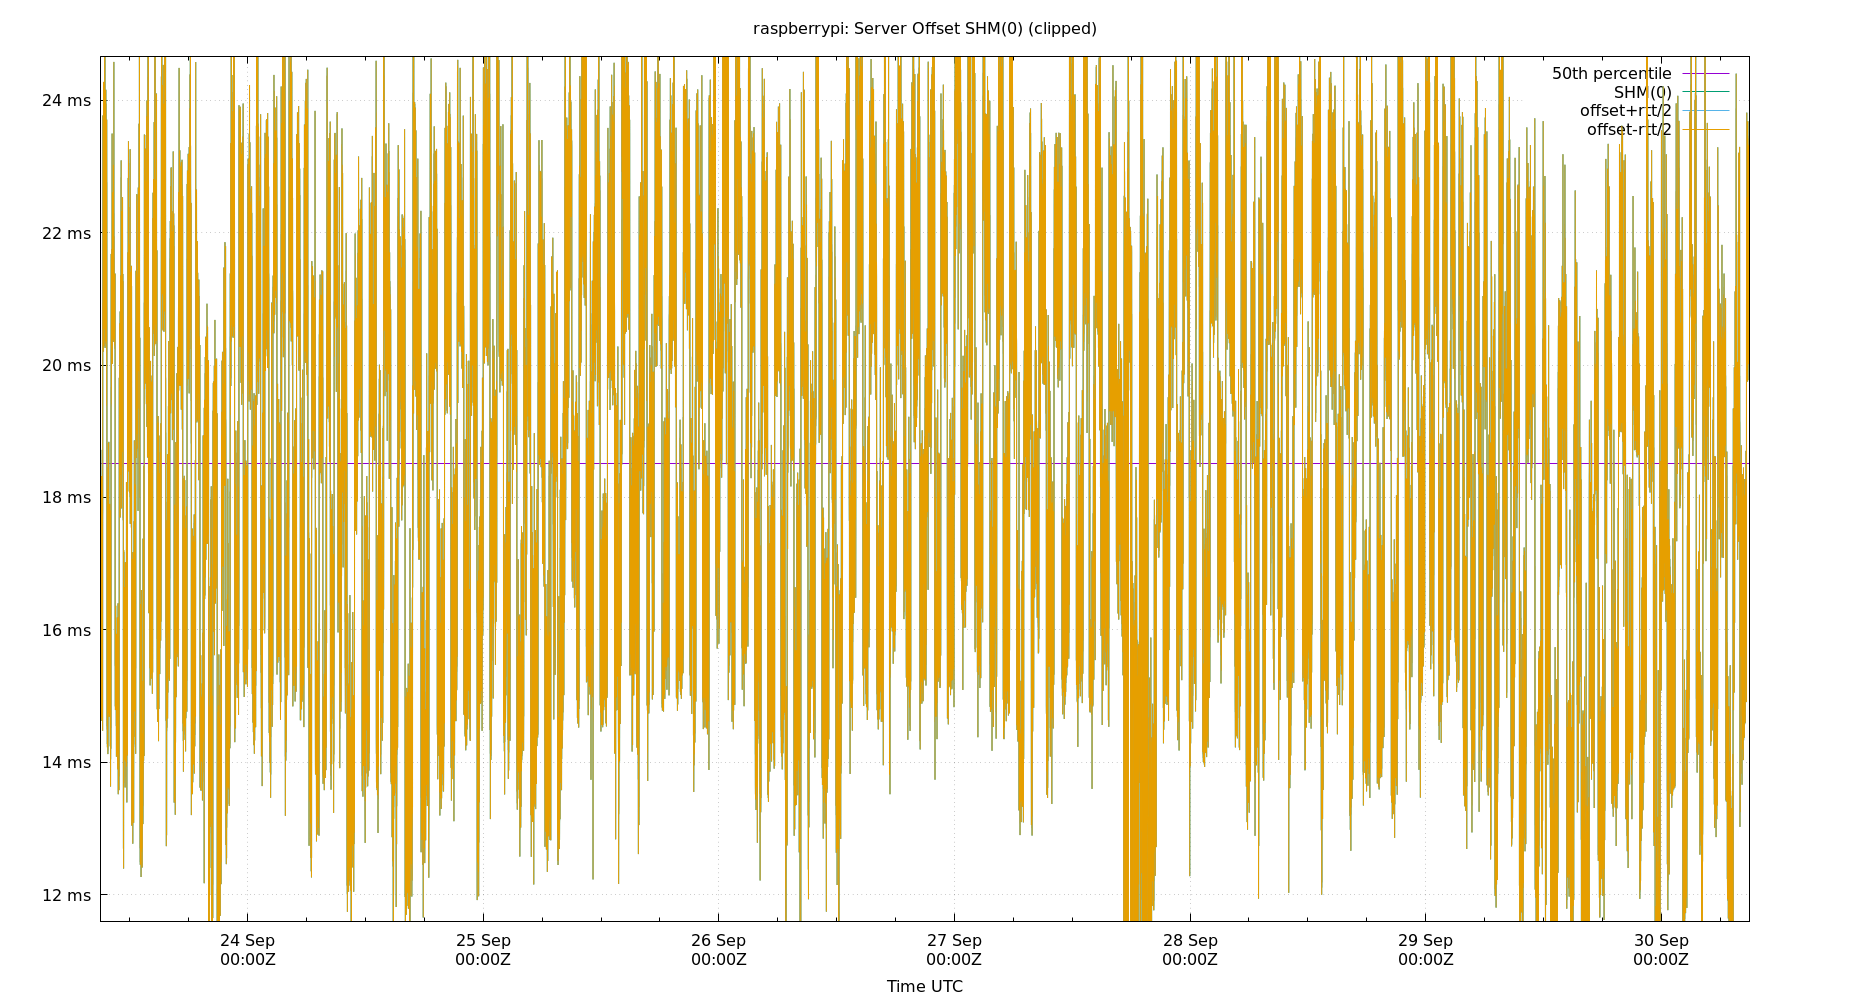 raspberrypi: Server Offset SHM(0) (clipped)
50th percentile
SHM(0)
offset+rtt/2
offset-rtt/2
24 ms
22 ms
20 ms
18 ms
16 ms
14 ms
12 ms
24 Sep 25 Sep 26 Sep 27 Sep 28 Sep 29 Sep 30 Sep
00:00Z 00:00Z 00:00Z 00:00Z 00:00Z 00:00Z 00:00Z
Time UTC